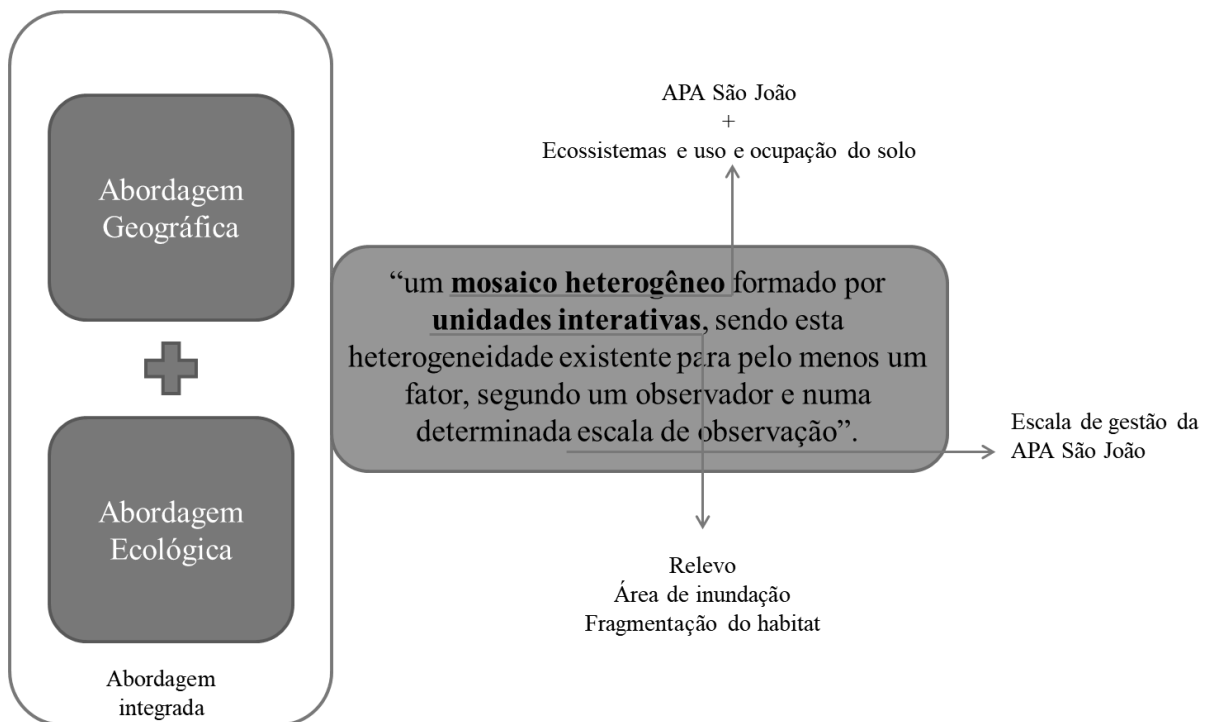 Abordagem
Geográfica
Abordagem
Ecológica
Abordagem
integrada
APA São João
+
Ecossistemas e uso e ocupação do solo
“um mosaico heterogêneo formado por
unidades interativas, sendo esta
heterogeneidade existente para pelo menos um
fator, segundo um observador e numa
determinada escala de observação”.
Escala de gestão da
APA São João
Relevo
Área de inundação
Fragmentação do habitat